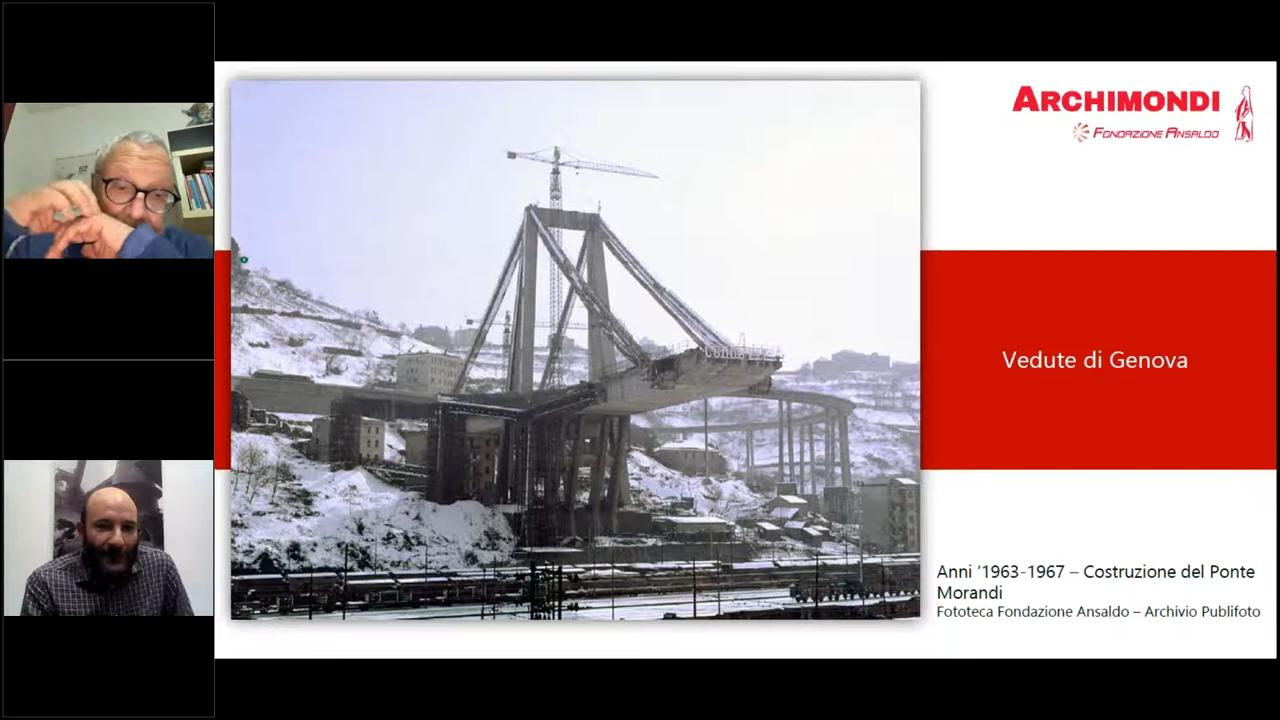 ARCHIMONDI
FONDAZIONE ANSALDO
Vedute di Genova
Anni '1963-1967 – Costruzione del Ponte
Morandi
Fototeca Fondazione Ansaldo – Archivio Publifoto